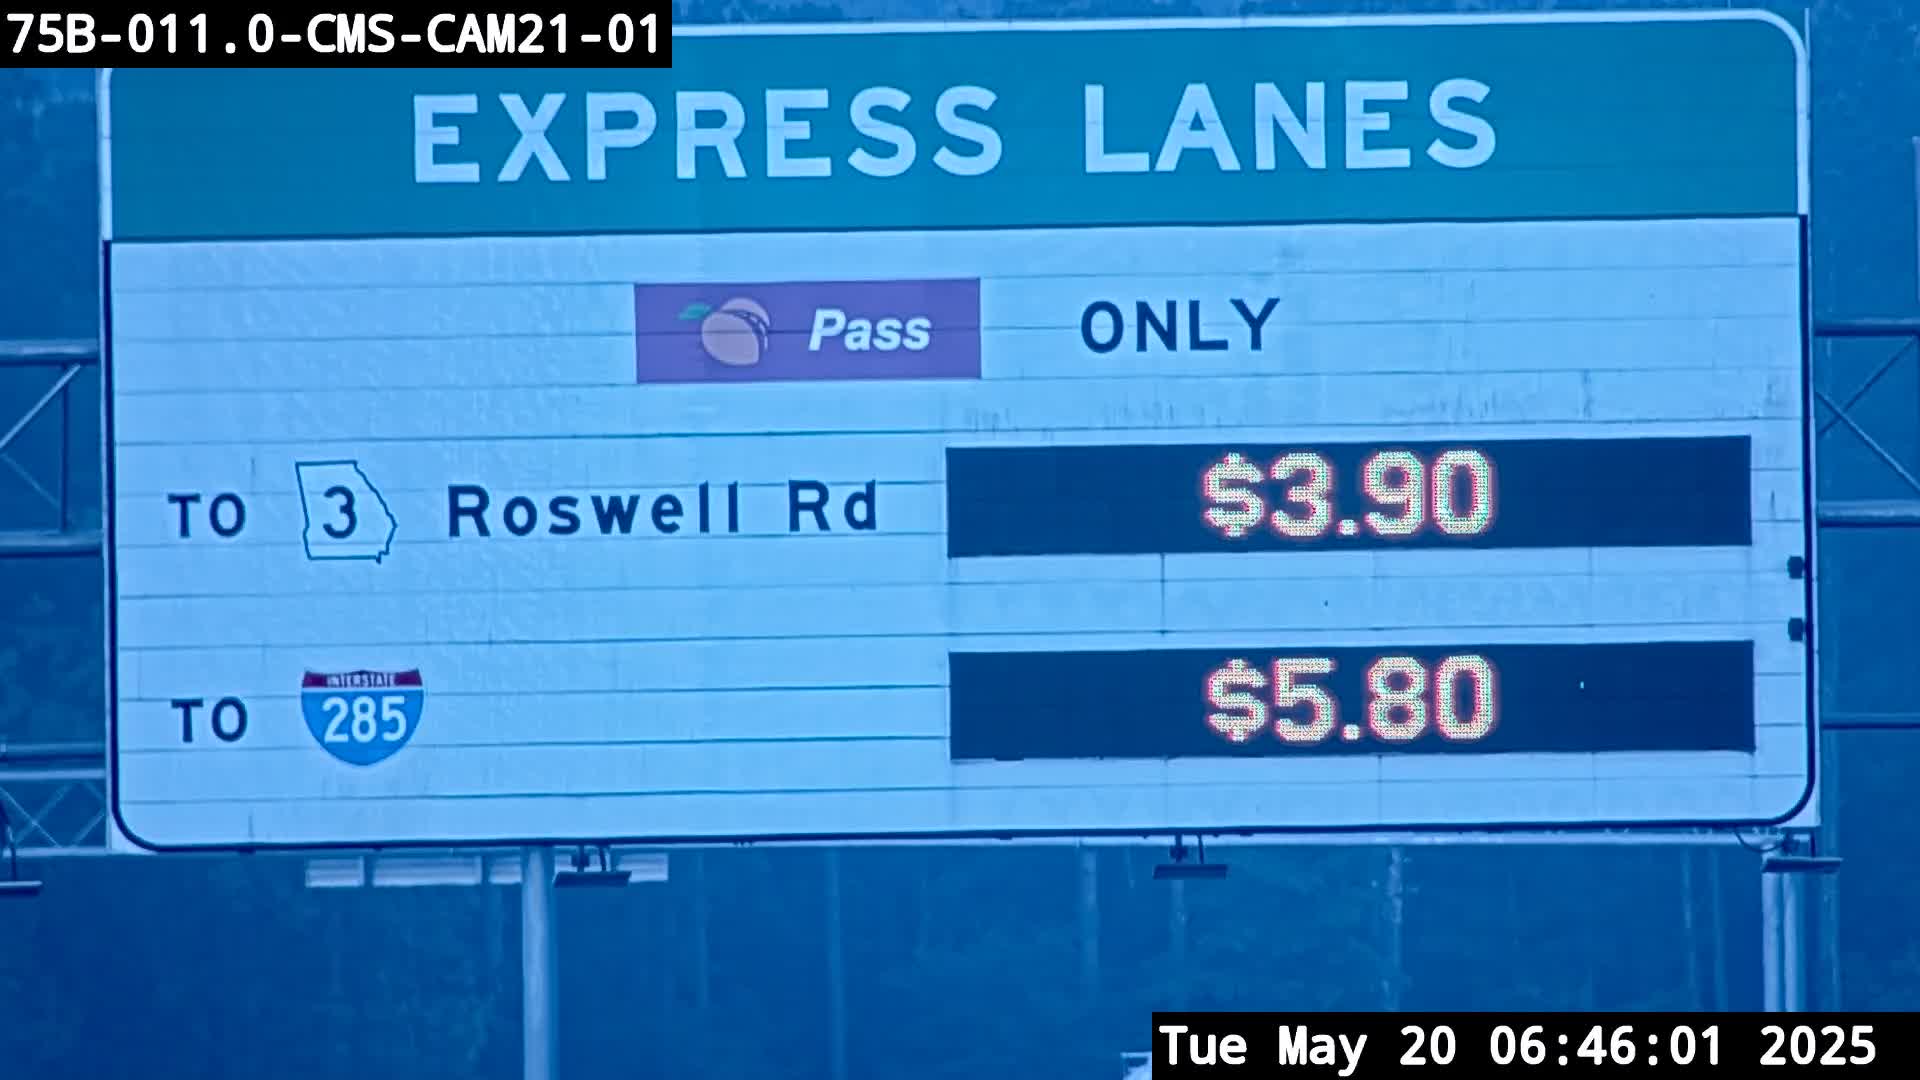 75B-011.0-CMS-CAM21-01
EXPRESS LANES
Pass ONLY
TO 3 Roswell Rd $3.90
TO INTERSTATE 285 $5.80
Tue May 20 06:46:01 2025